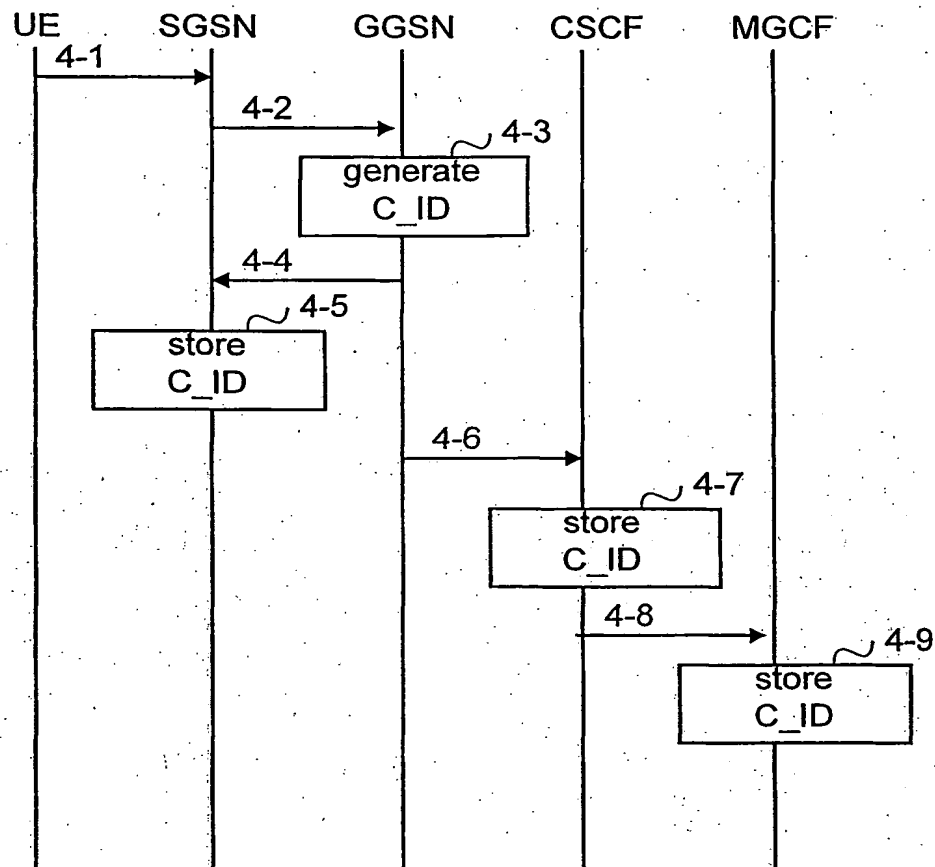 UE SGSN GGSN CSCF MGCF
4-1
4-2
4-3
generate
C_ID
4-4
4-5
store
C_ID
4-6
4-7
store
C_ID
4-8
4-9
store
C_ID